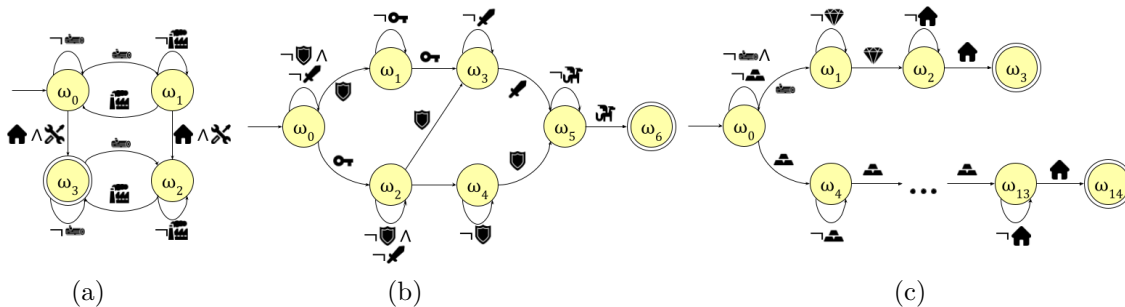 ¬ ¬ ω₀ ω₁ ∧ ∧ ω₃ ω₂ ¬ ¬
(a)
¬ ∧ ¬ ω₀ ¬ ω₁ ¬ ω₃ ω₂ ¬ ∧ ¬ ω₄ ¬ ¬ ω₅ ω₆
(b)
¬ ∧ ¬ ω₀ ¬ ω₁ ¬ ω₂ ω₃ ω₄ ¬ ... ω₁₃ ¬ ω₁₄
(c)